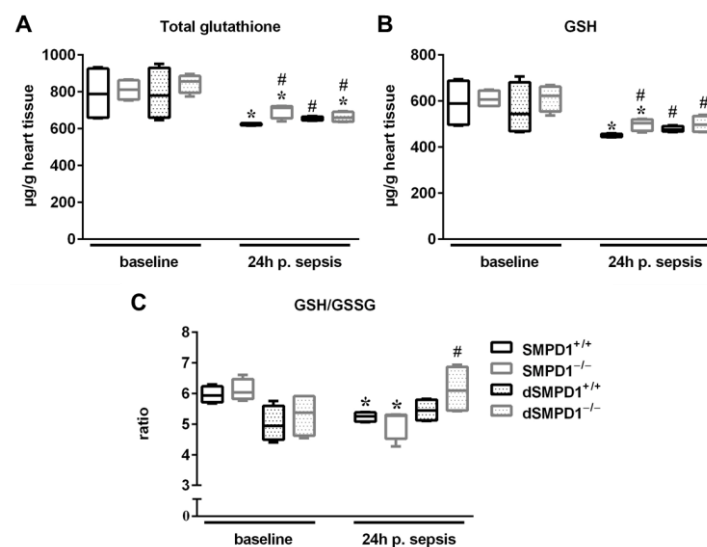 A
Total glutathione
µg/g heart tissue
1000
800
600
400
200
0
*
#
*
#
#
*
baseline
24h p. sepsis
B
GSH
µg/g heart tissue
800
600
400
200
0
*
#
*
#
#
baseline
24h p. sepsis
C
GSH/GSSG
ratio
8
7
6
5
4
3
0
*
*
#
baseline
24h p. sepsis
SMPD1+/+
SMPD1−/−
dSMPD1+/+
dSMPD1−/−